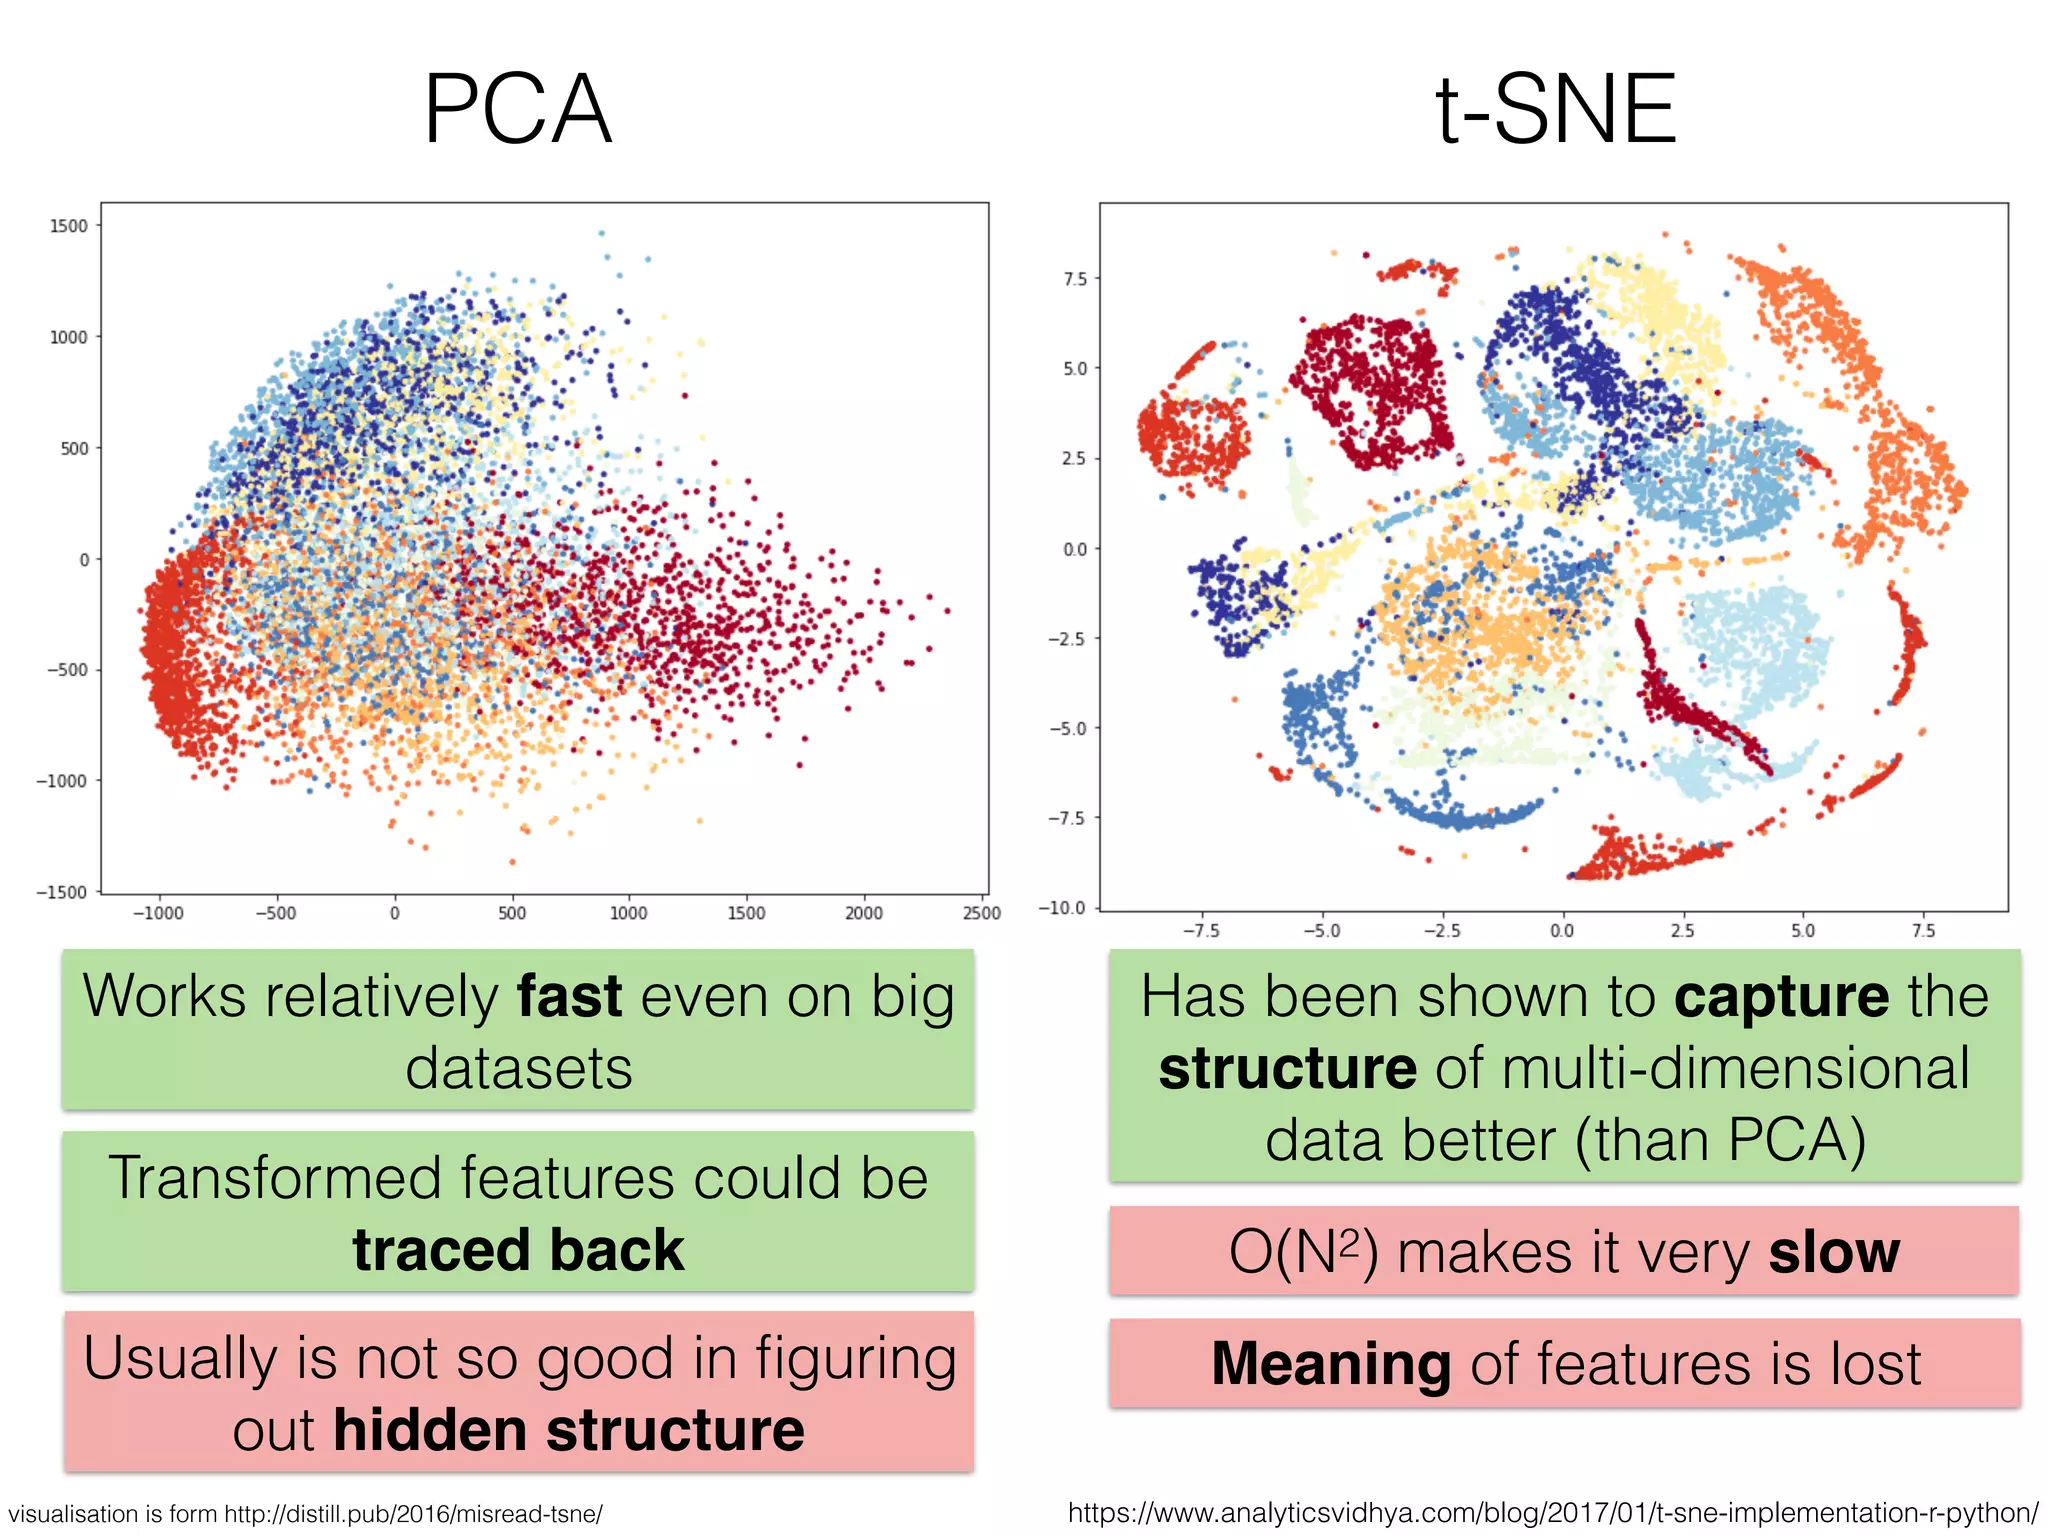 PCA
t-SNE
1500
1000
500
0
−500
−1000
−1500
−1000 −500 0 500 1000 1500 2000 2500
7.5
5.0
2.5
0.0
−2.5
−5.0
−7.5
−10.0
−7.5 −5.0 −2.5 0.0 2.5 5.0 7.5
Works relatively fast even on big
datasets
Transformed features could be
traced back
Usually is not so good in figuring
out hidden structure
Has been shown to capture the
structure of multi-dimensional
data better (than PCA)
O(N²) makes it very slow
Meaning of features is lost
visualisation is form http://distill.pub/2016/misread-tsne/
https://www.analyticsvidhya.com/blog/2017/01/t-sne-implementation-r-python/